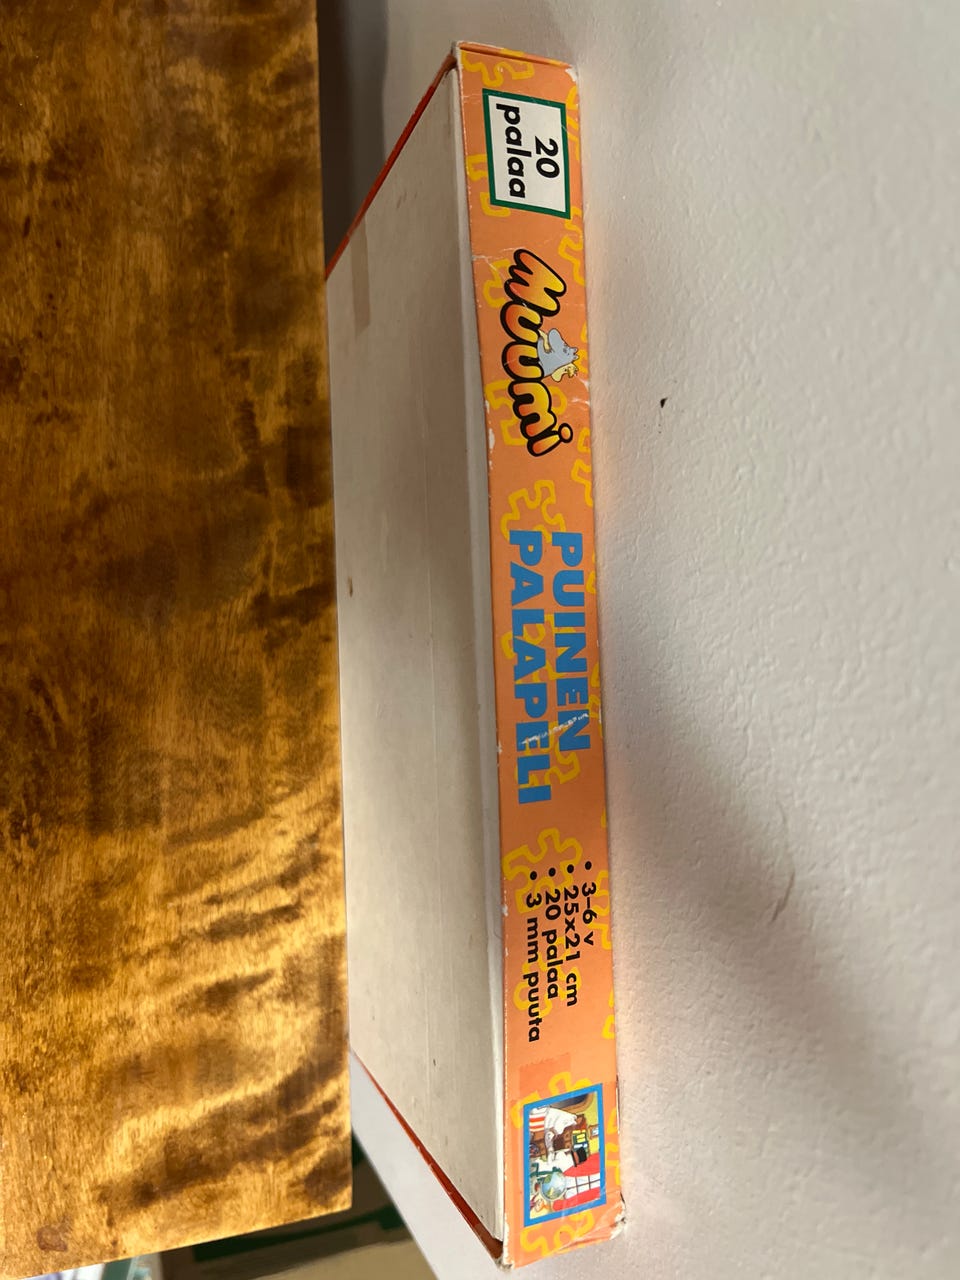 20
palaa
Muumi
PUINEN
PALAPELI
• 3-6 v
• 25x21 cm
• 20 palaa
• 3 mm puuta